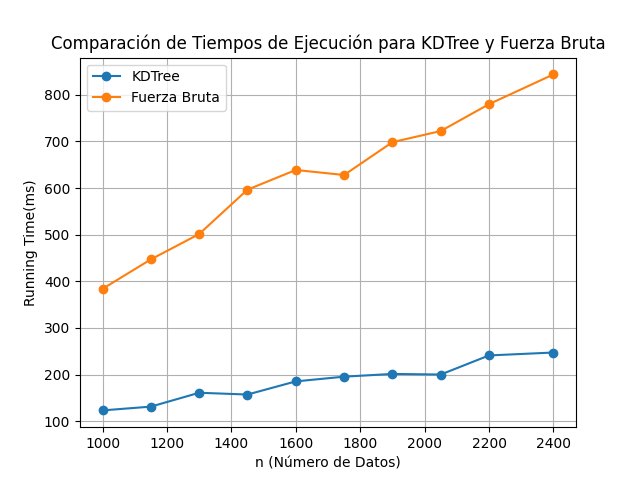 Comparación de Tiempos de Ejecución para KDTree y Fuerza Bruta
KDTree
Fuerza Bruta
800
700
600
500
400
300
200
100
Running Time(ms)
1000 1200 1400 1600 1800 2000 2200 2400
n (Número de Datos)